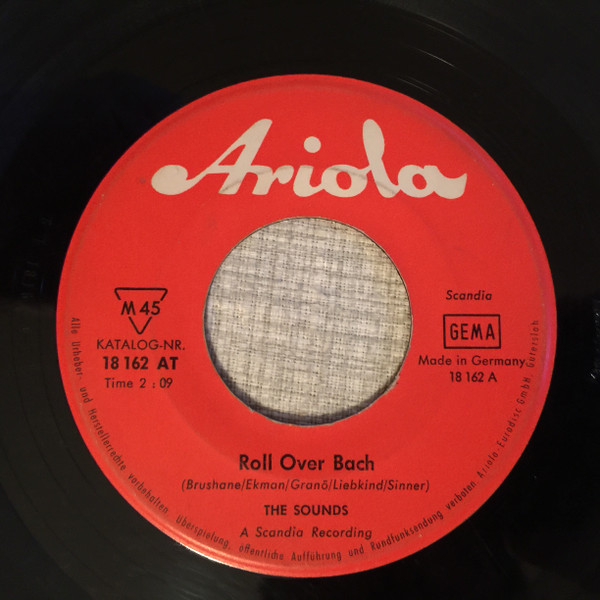 Ariola
M 45
KATALOG-NR.
18 162 AT
Time 2 : 09
Scandia
GEMA
Made in Germany
18 162 A
Roll Over Bach
(Brushane/Ekmon/Granö/Liebkind/Sinner)
THE SOUNDS
A Scandia Recording
Alle Urheber- und Herstellerrechte vorbehalten. Überspielung, öffentliche Aufführung und Rundfunksendung verboten Ariola Eurodisc GmbH, Gütersloh